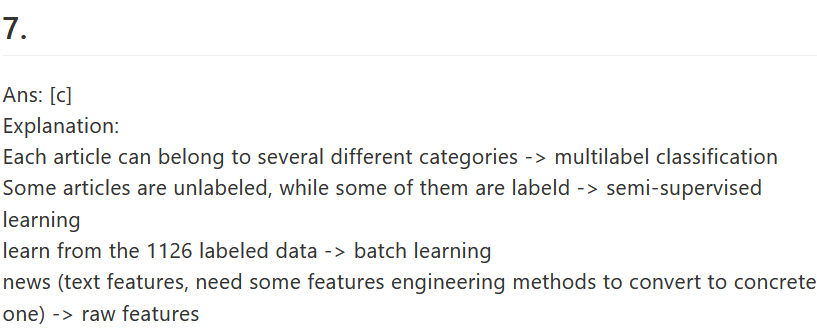 7.
Ans: [c]
Explanation:
Each article can belong to several different categories -> multilabel classification
Some articles are unlabeled, while some of them are labeld -> semi-supervised
learning
learn from the 1126 labeled data -> batch learning
news (text features, need some features engineering methods to convert to concrete
one) -> raw features